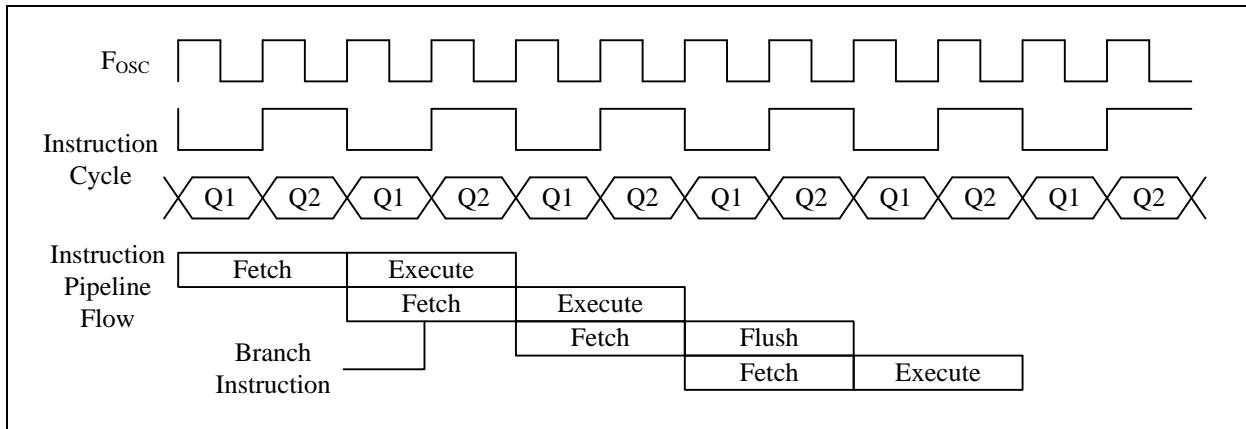 FOSC
Instruction
Cycle
Q1 Q2 Q1 Q2 Q1 Q2 Q1 Q2 Q1 Q2 Q1 Q2
Instruction
Pipeline
Flow
Fetch Execute
Fetch Execute
Fetch Flush
Fetch Execute
Branch
Instruction